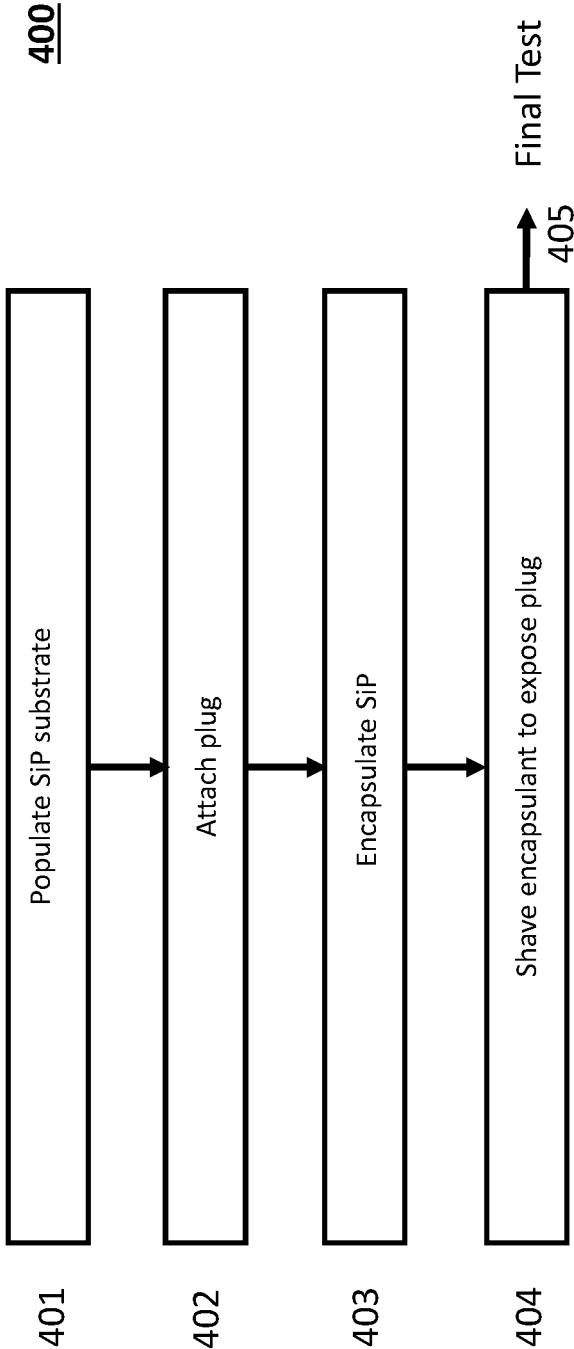 400
401
Populate SiP substrate
402
Attach plug
403
Encapsulate SiP
404
Shave encapsulant to expose plug
405
Final Test